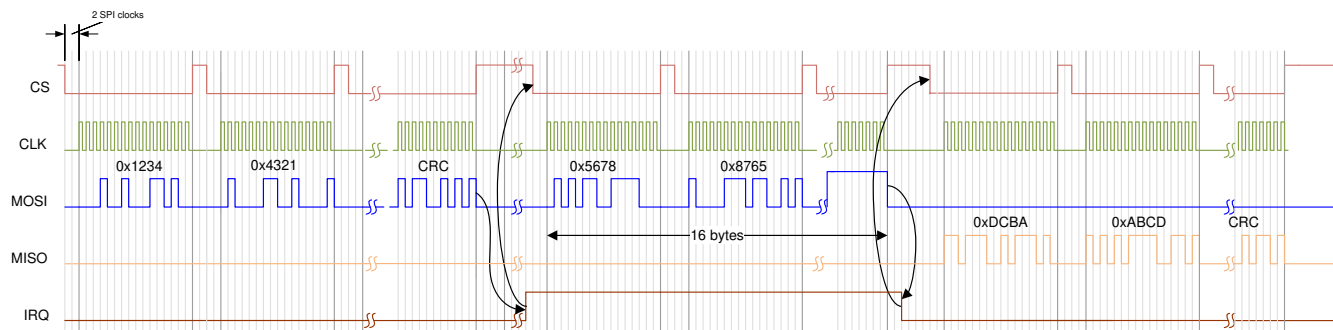 2 SPI clocks
CS
CLK
0x1234
0x4321
CRC
0x5678
0x8765
MOSI
16 bytes
0xDCBA
0xABCD
CRC
MISO
IRQ